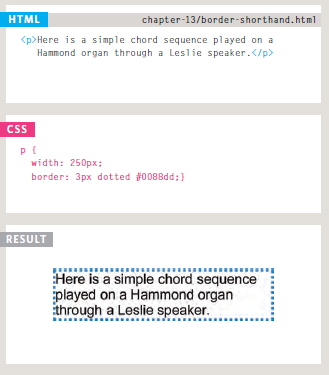 HTML
chapter-13/border-shorthand.html
<p>Here is a simple chord sequence played on a
Hammond organ through a Leslie speaker.</p>
CSS
p {
width: 250px;
border: 3px dotted #0088dd;}
RESULT
Here is a simple chord sequence
played on a Hammond organ
through a Leslie speaker.